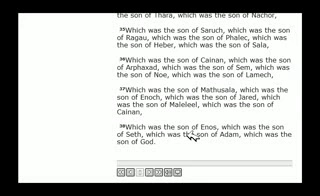 the son of Thara, which was the son of Nachor,
35Which was the son of Saruch, which was the son
of Ragau, which was the son of Phalec, which was
the son of Heber, which was the son of Sala,
36Which was the son of Cainan, which was the son
of Arphaxad, which was the son of Sem, which was
the son of Noe, which was the son of Lamech,
37Which was the son of Mathusala, which was the
son of Enoch, which was the son of Jared, which
was the son of Maleleel, which was the son of
Cainan,
38Which was the son of Enos, which was the son
of Seth, which was the son of Adam, which was the
son of God.